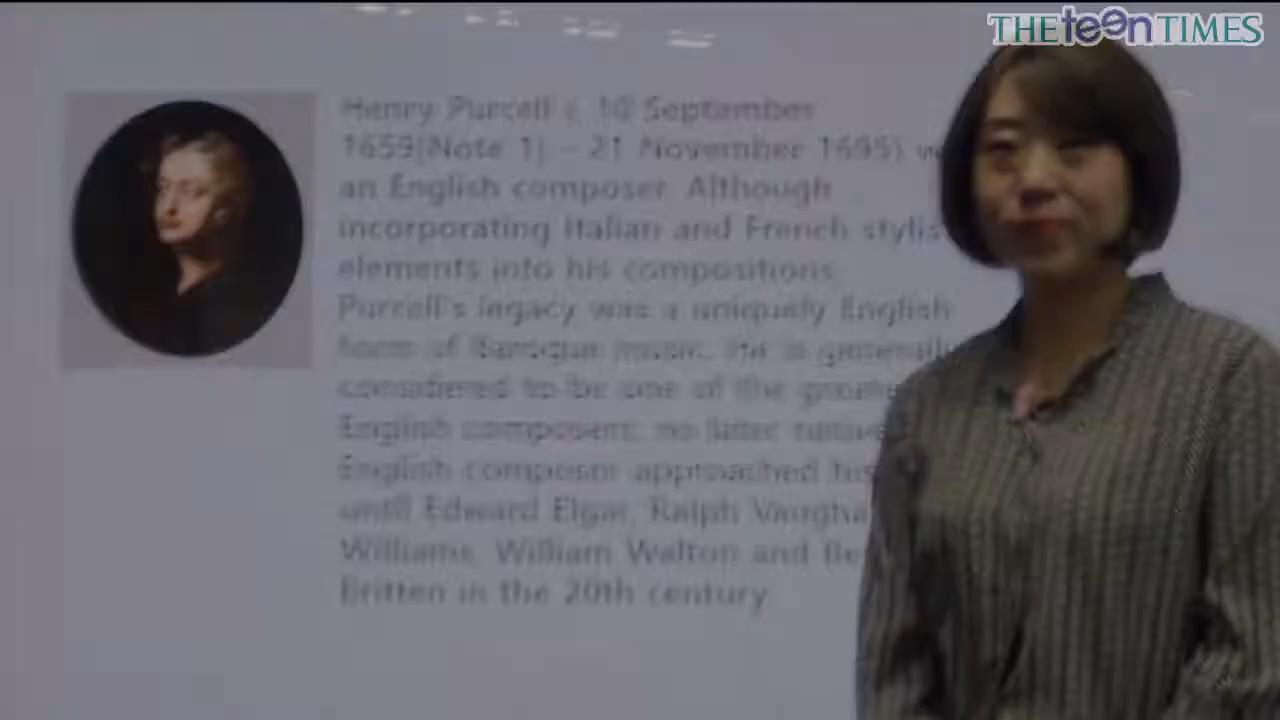 THE teen TIMES
Henry Purcell ( 10 September
1659(Note 1) – 21 November 1695) w
an English composer. Although
incorporating Italian and French stylis
elements into his compositions,
Purcell's legacy was a uniquely English
form of Baroque music. He is generally
considered to be one of the greate
English composers; no later native
English composer approached his
until Edward Elgar, Ralph Vaugha
Williams, William Walton and Be
Britten in the 20th century